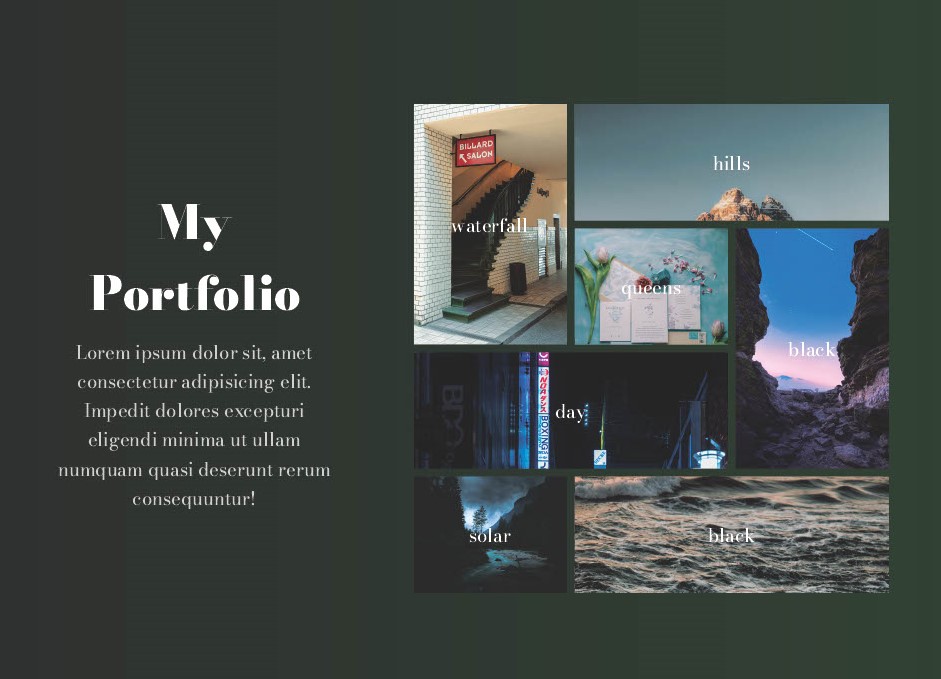 My
Portfolio
Lorem ipsum dolor sit, amet
consectetur adipisicing elit.
Impedit dolores excepturi
eligendi minima ut ullam
numquam quasi deserunt rerum
consequuntur!
BILLARD
SALON
waterfall
hills
queens
black
day
BOXING
solar
black